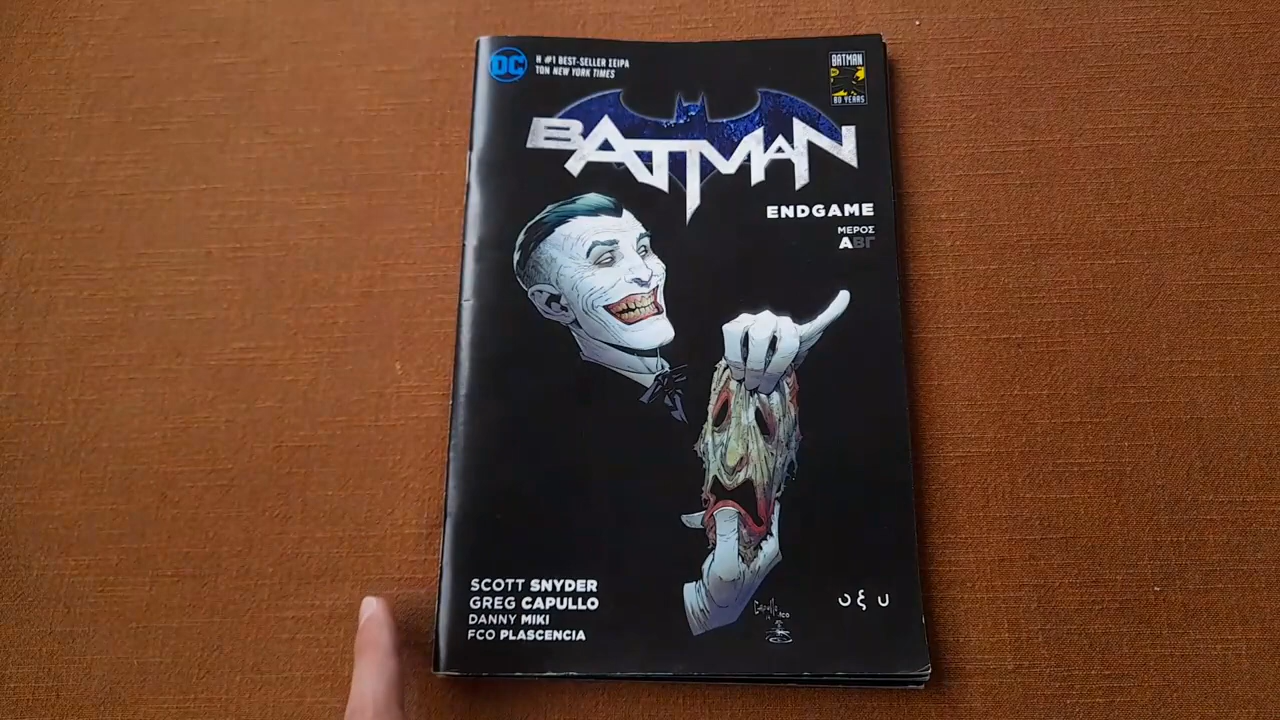 DC
Η #1 BEST-SELLER ΣΕΙΡΑ
ΤΩΝ NEW YORK TIMES
BATMAN
80 YEARS
BATMAN
ENDGAME
ΜΕΡΟΣ
ΑΒΓ
SCOTT SNYDER
GREG CAPULLO
DANNY MIKI
FCO PLASCENCIA
οξυ